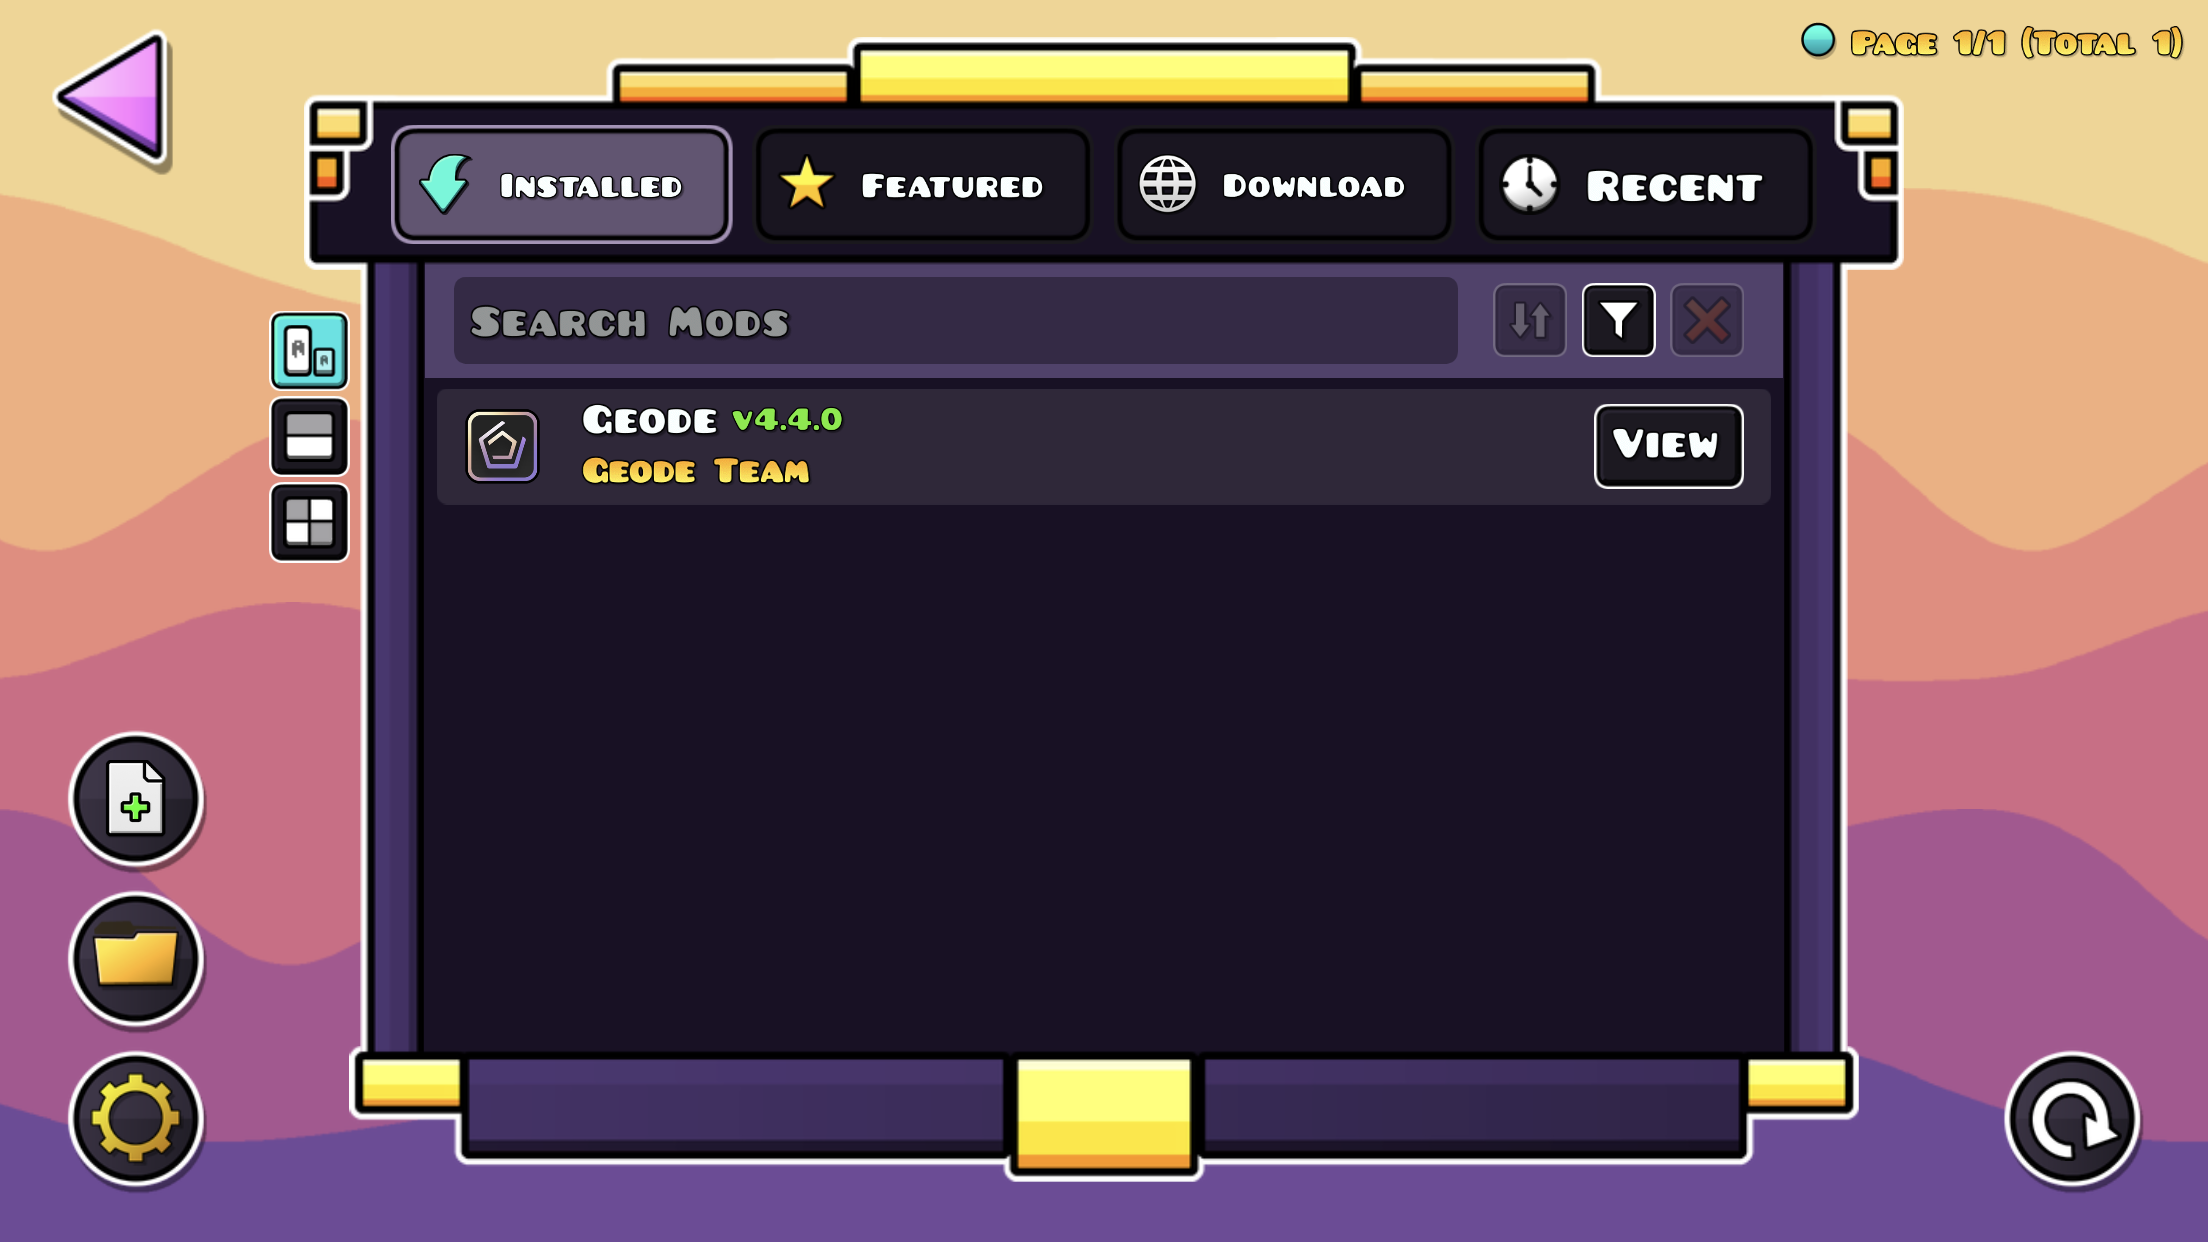 Page 1/1 (Total 1)
Installed
Featured
Download
Recent
Search Mods
Geode v4.4.0
Geode Team
View